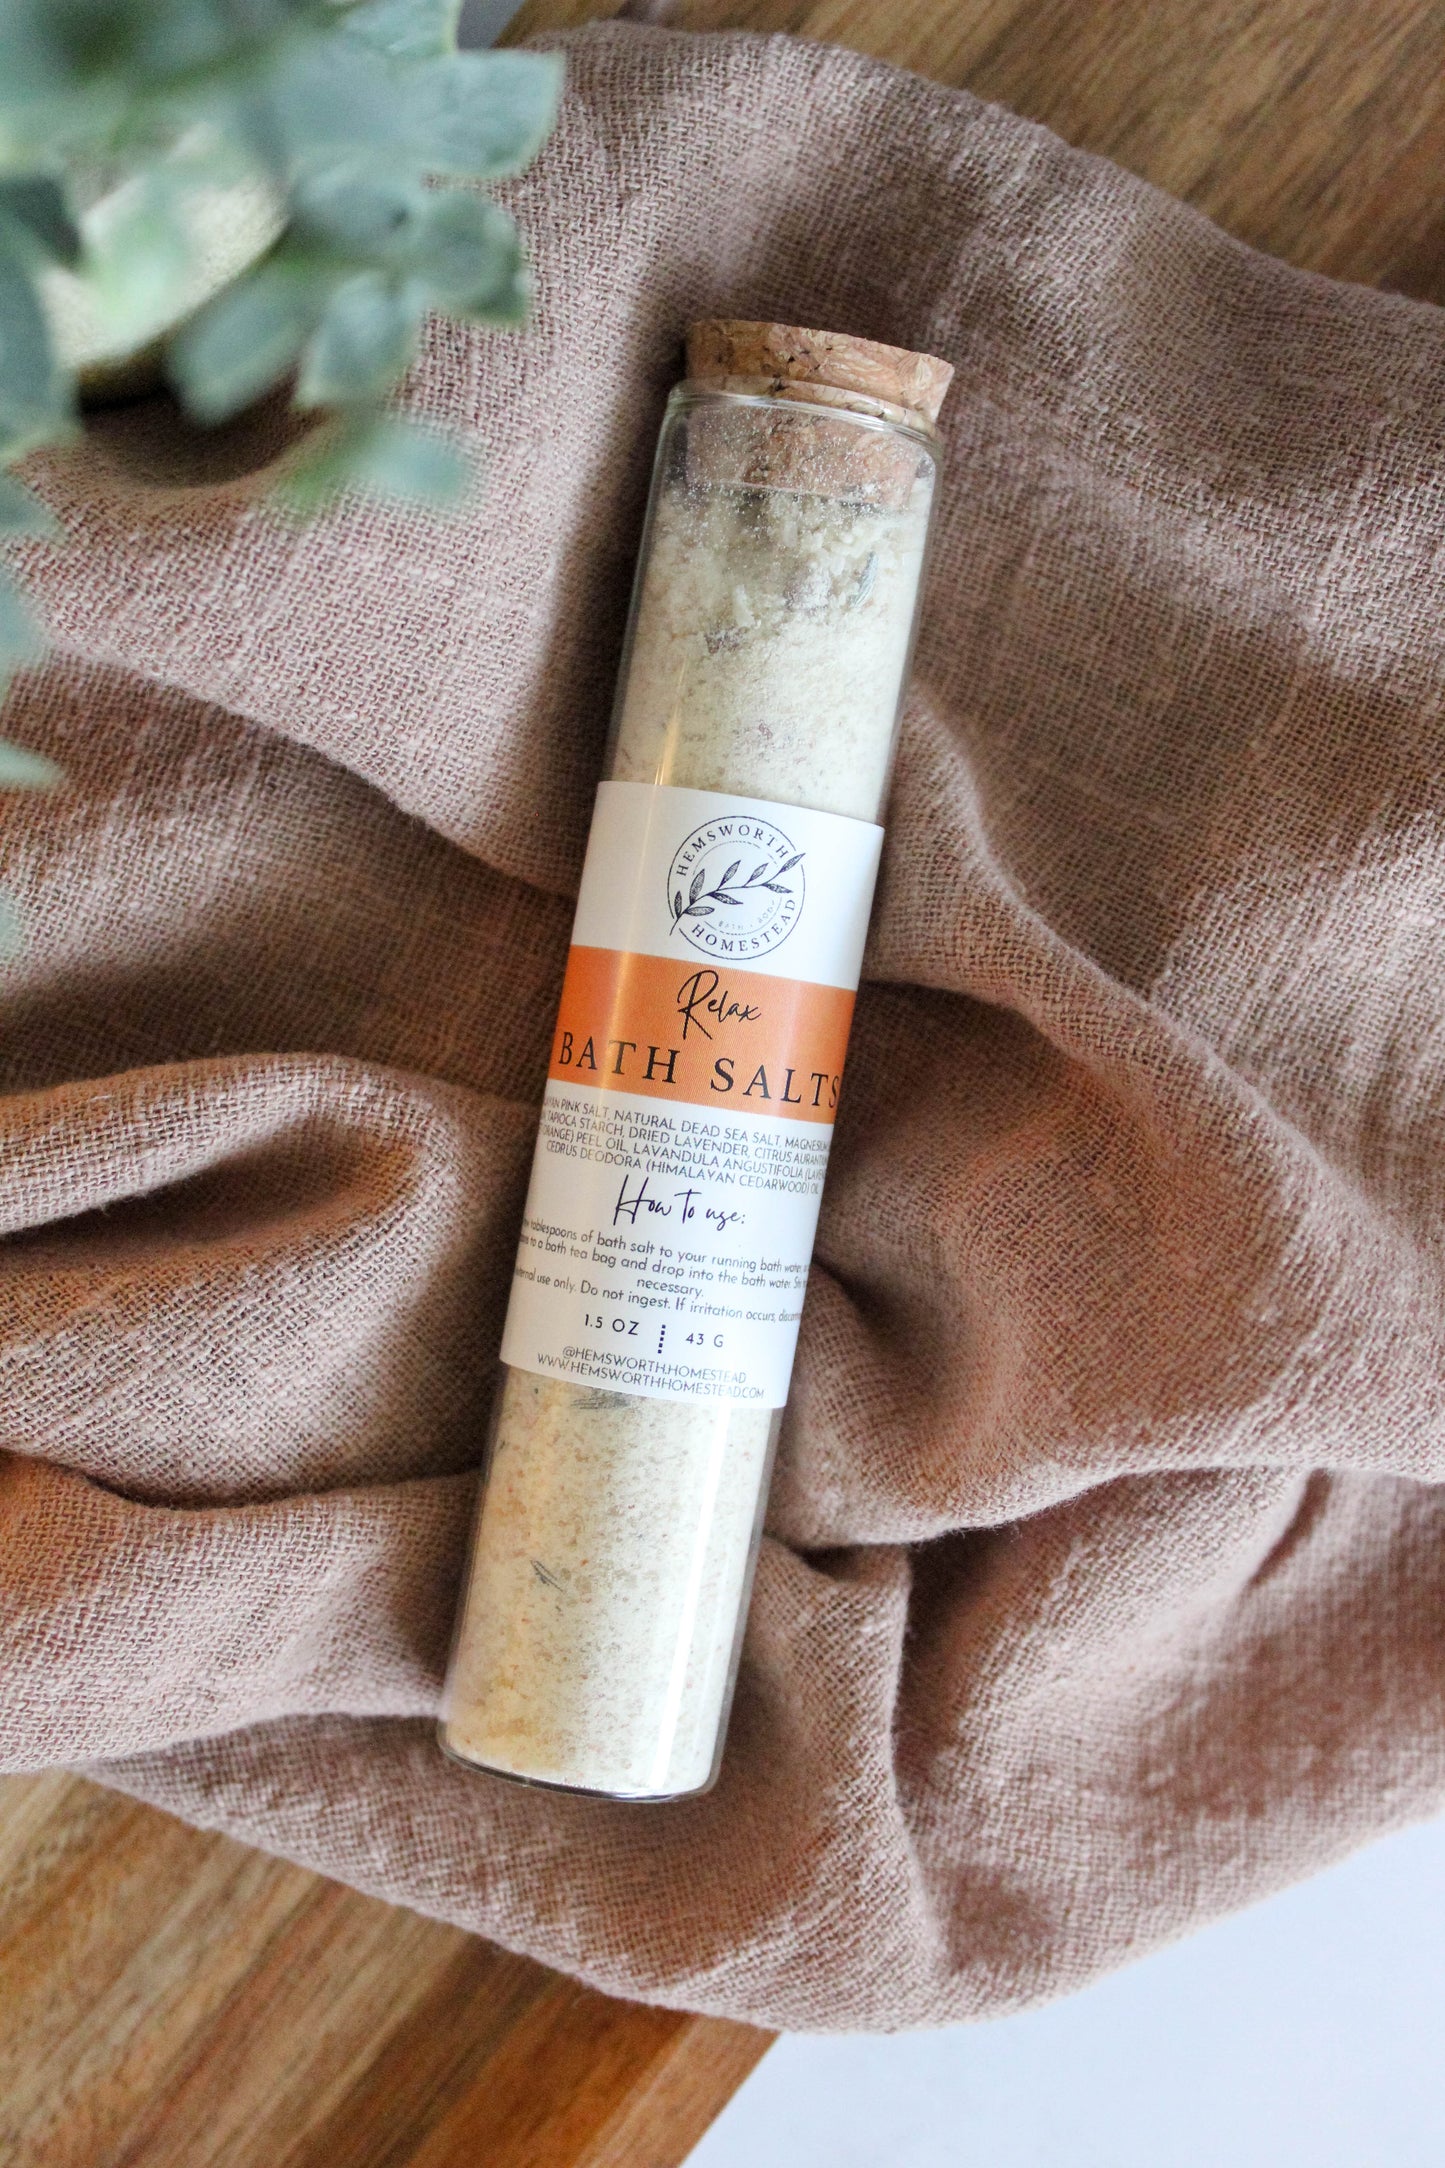 HEMSWORTH
BATH + BODY
HOMESTEAD
Relax
BATH SALTS
PINK SALT, NATURAL DEAD SEA SALT, MAGNESIUM
TAPIOCA STARCH, DRIED LAVENDER, CITRUS
ORANGE) PEEL OIL, LAVANDULA ANGUSTIFOLIA
CEDRUS DEODORA (HIMALAYAN CEDARWOOD) OIL
How to use:
tablespoons of bath salt to your running bath water,
to a bath tea bag and drop into the bath water.
necessary.
use only. Do not ingest. If irritation occurs,
1.5 OZ 43 G
@HEMSWORTH.HOMESTEAD
WWW.HEMSWORTHHOMESTEAD.COM